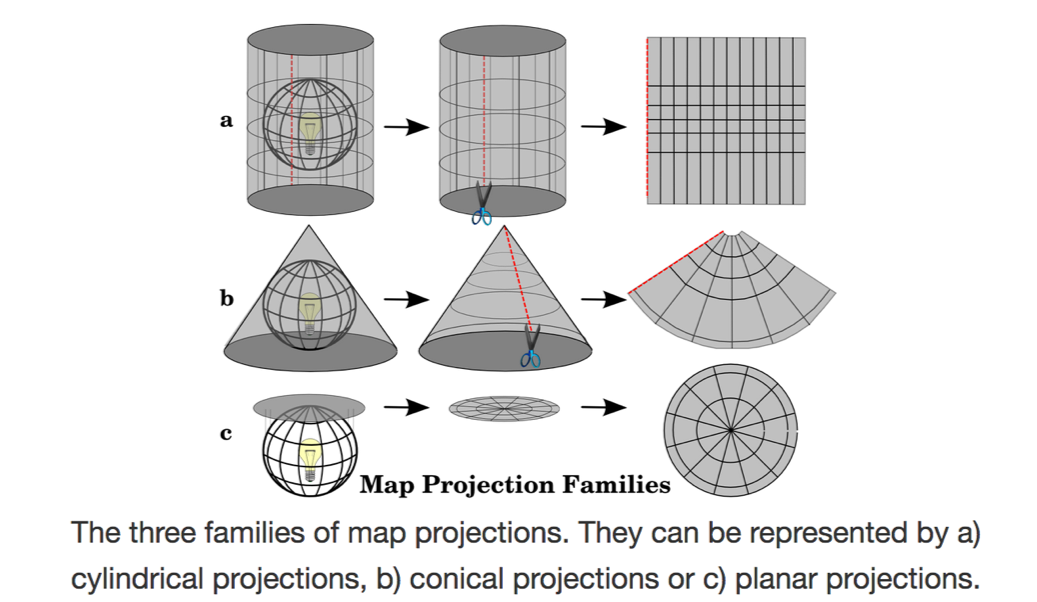 a
b
c
Map Projection Families
The three families of map projections. They can be represented by a)
cylindrical projections, b) conical projections or c) planar projections.